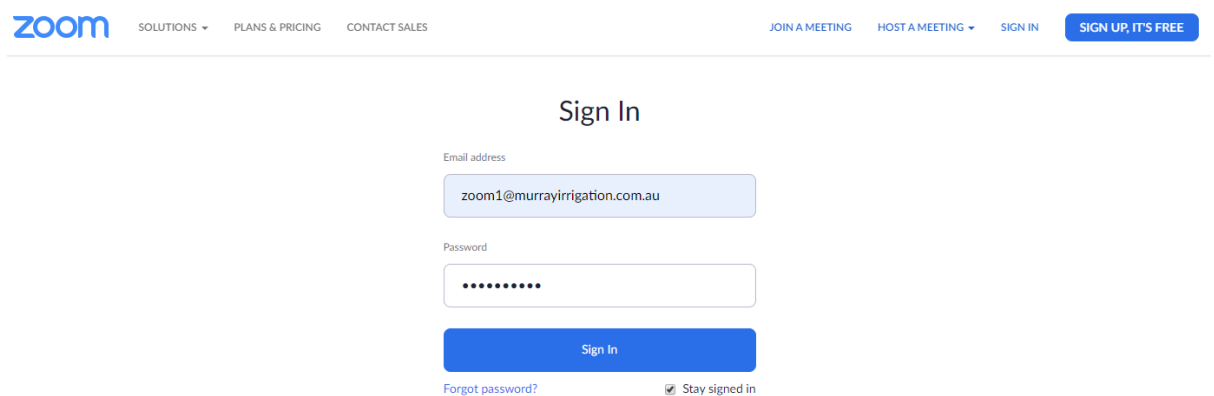 zoom SOLUTIONS PLANS & PRICING CONTACT SALES JOIN A MEETING HOST A MEETING SIGN IN SIGN UP, IT'S FREE
Sign In
Email address
zoom1@murrayirrigation.com.au
Password
••••••••••
Sign In
Forgot password? Stay signed in